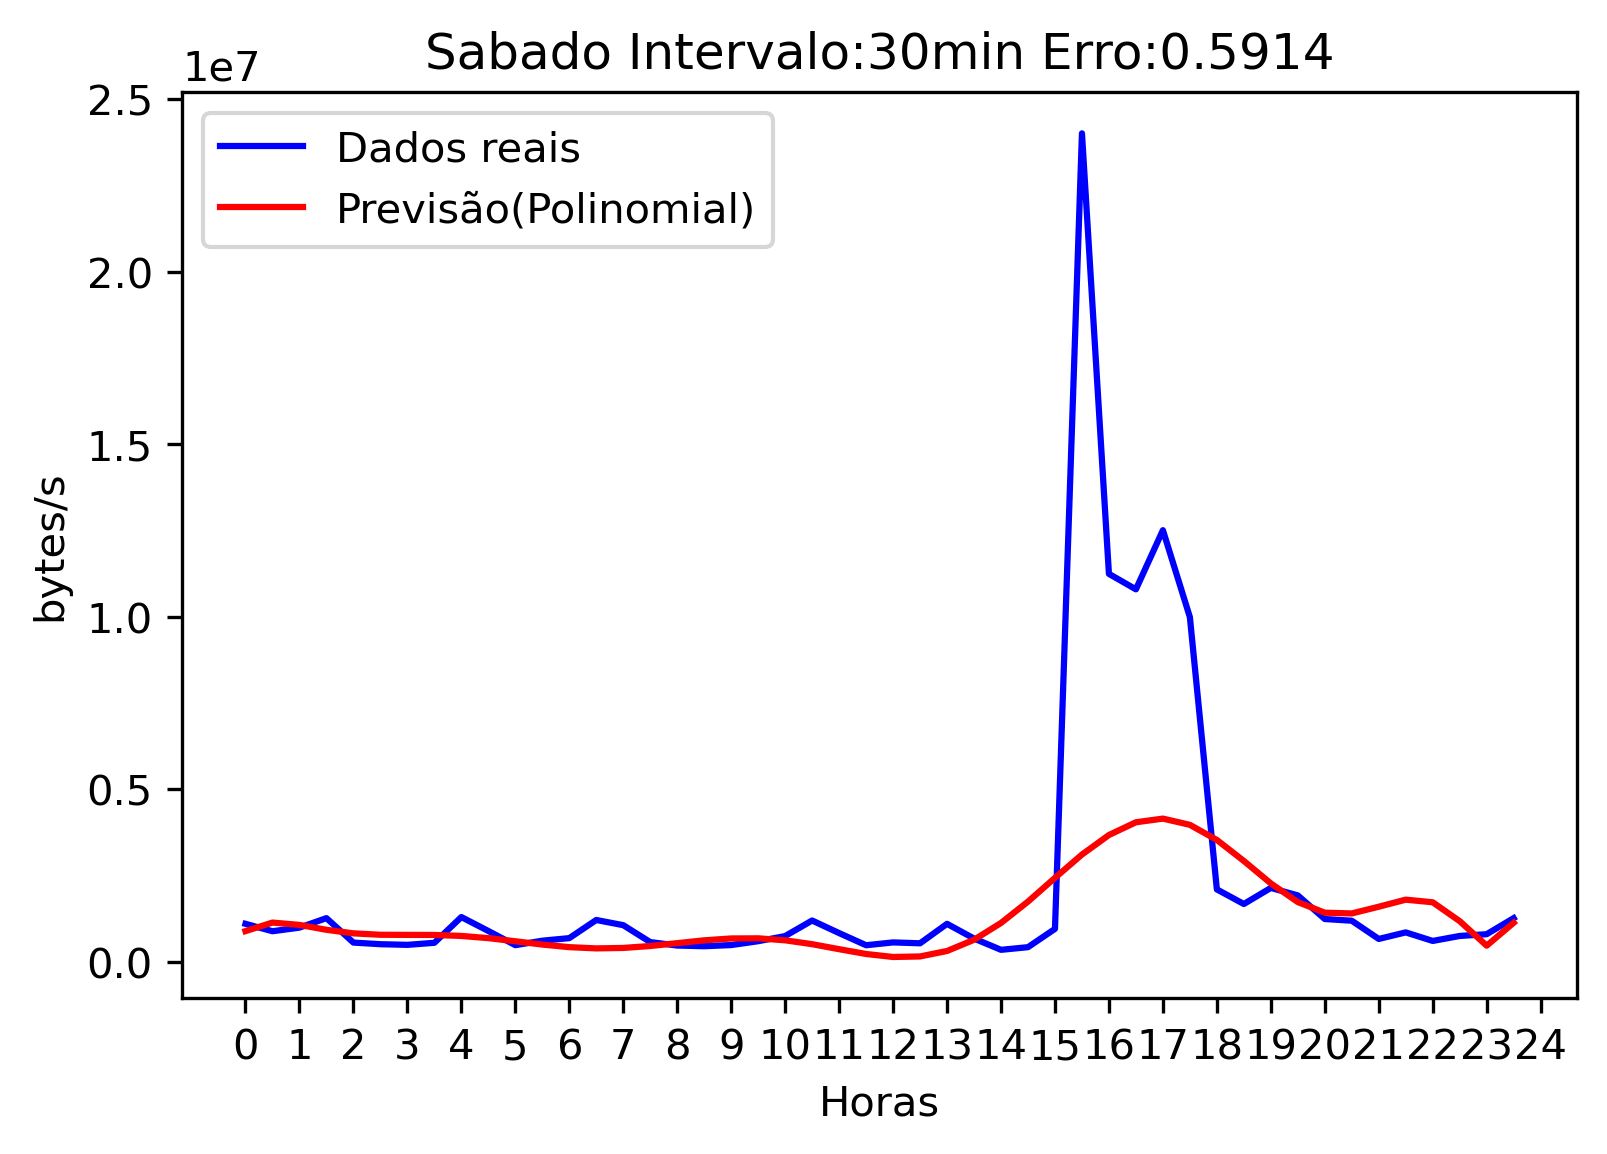 Sabado Intervalo:30min Erro:0.5914
1e7
2.5
2.0
1.5
1.0
0.5
0.0
bytes/s
Dados reais
Previsão(Polinomial)
0 1 2 3 4 5 6 7 8 9 10 11 12 13 14 15 16 17 18 19 20 21 22 23 24
Horas